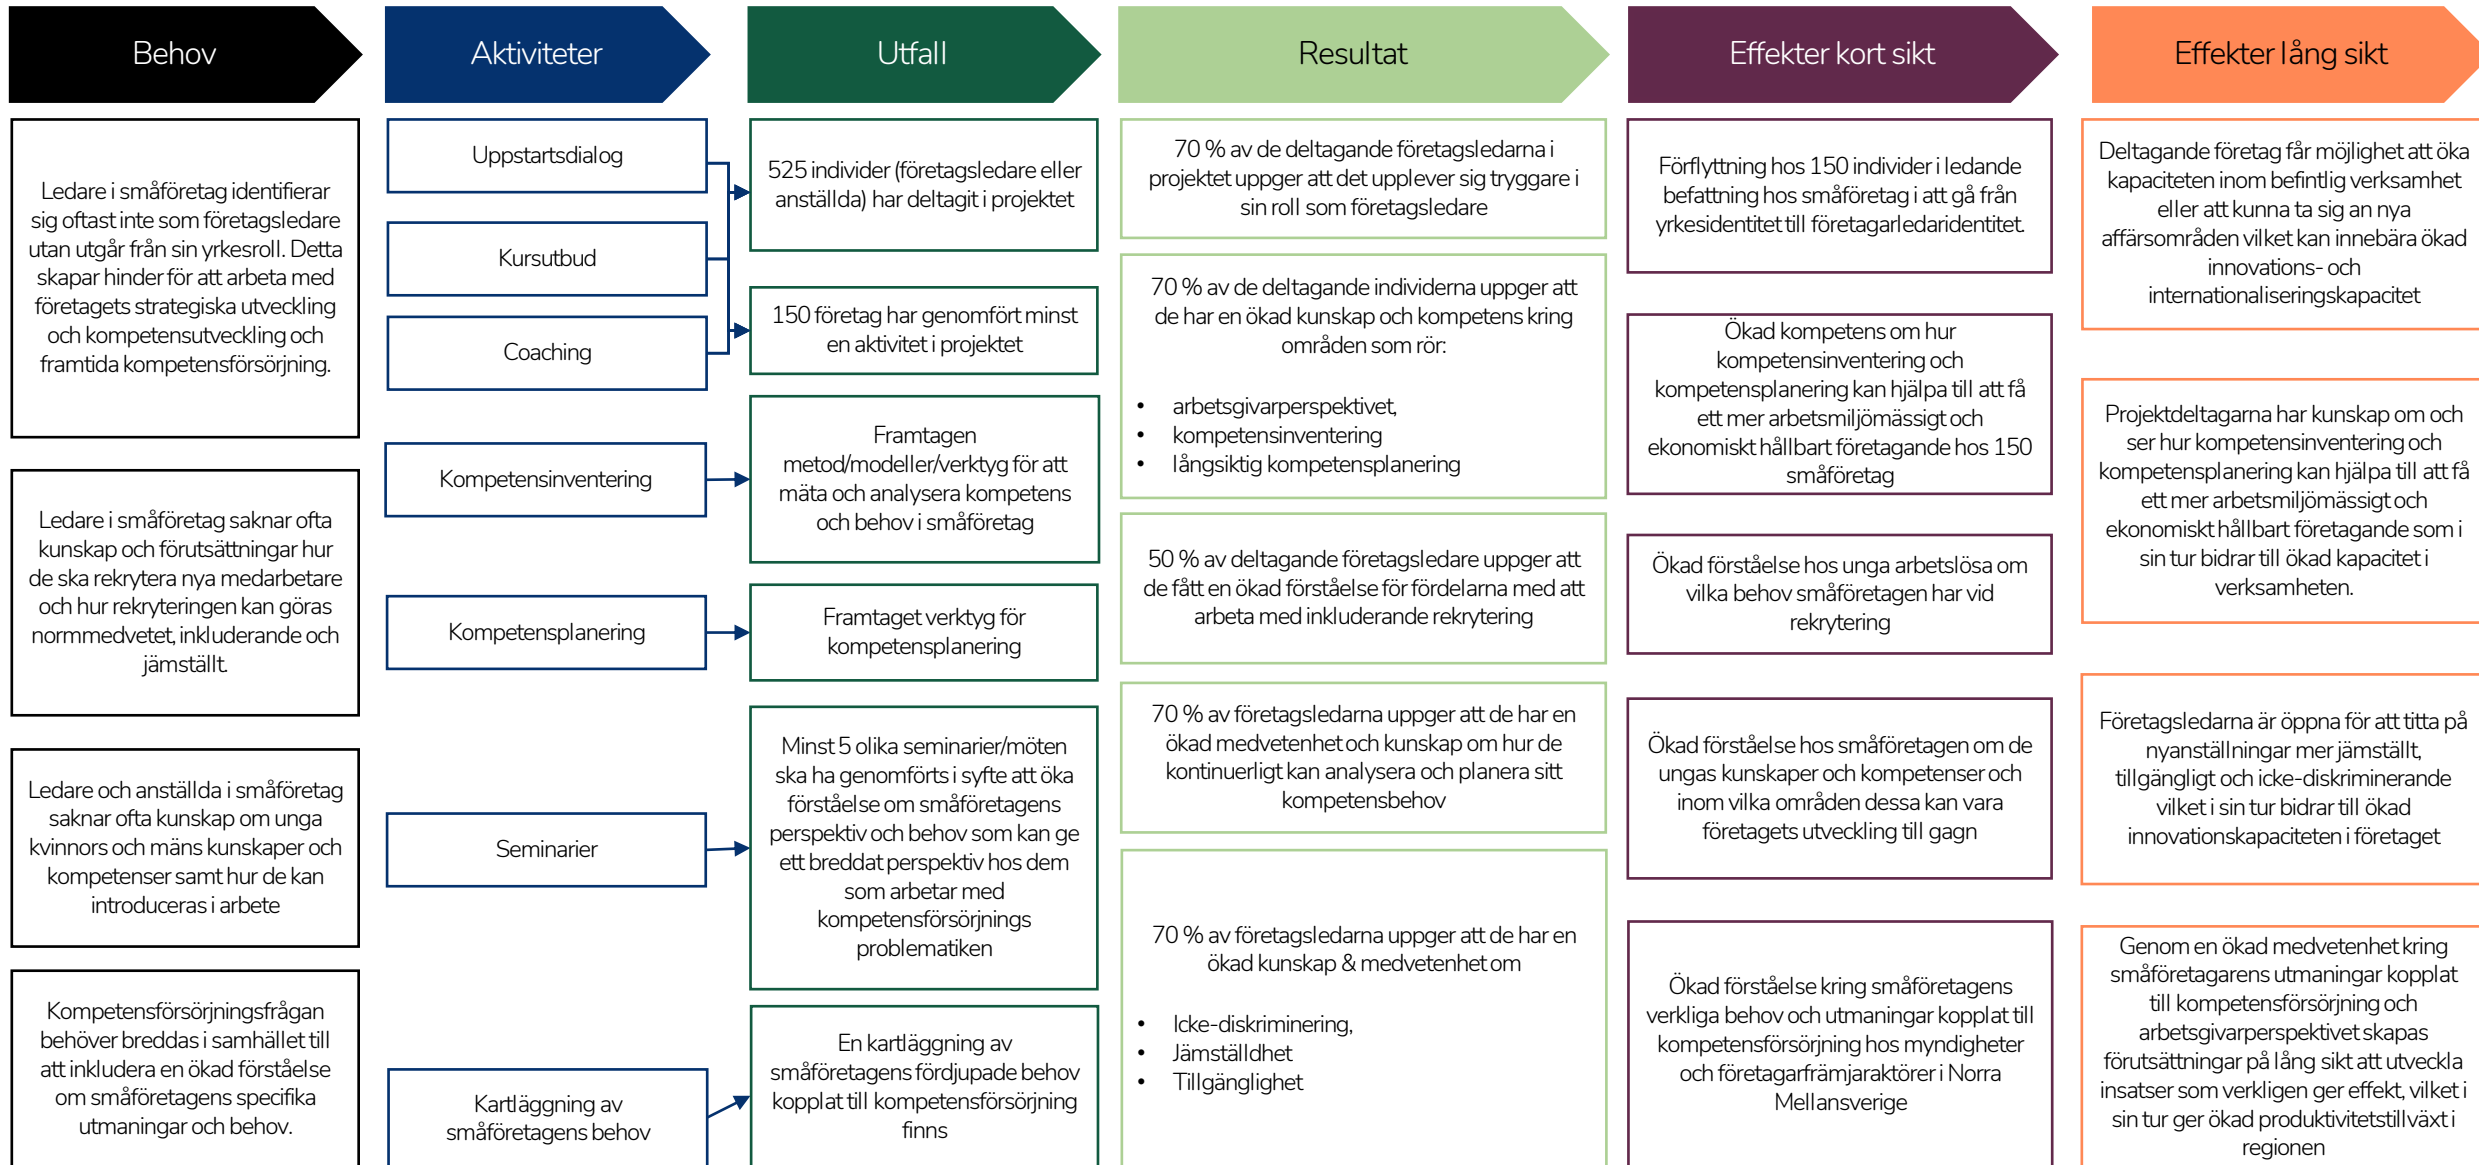 Behov
Aktiviteter
Utfall
Resultat
Effekter kort sikt
Effekter lång sikt
Ledare i småföretag identifierar
sig oftast inte som företagsledare
utan utgår från sin yrkesroll. Detta
skapar hinder för att arbeta med
företagets strategiska utveckling
och kompetensutveckling och
framtida kompetensförsörjning.
Ledare i småföretag saknar ofta
kunskap och förutsättningar hur
de ska rekrytera nya medarbetare
och hur rekryteringen kan göras
normmedvetet, inkluderande och
jämställt.
Ledare och anställda i småföretag
saknar ofta kunskap om unga
kvinnors och mäns kunskaper och
kompetenser samt hur de kan
introduceras i arbete
Kompetensförsörjningsfrågan
behöver breddas i samhället till
att inkludera en ökad förståelse
om småföretagens specifika
utmaningar och behov.
Uppstartsdialog
Kursutbud
Coaching
Kompetensinventering
Kompetensplanering
Seminarier
Kartläggning av
småföretagens behov
525 individer (företagsledare eller
anställda) har deltagit i projektet
150 företag har genomfört minst
en aktivitet i projektet
Framtagen
metod/modeller/verktyg för att
mäta och analysera kompetens
och behov i småföretag
Framtaget verktyg för
kompetensplanering
Minst 5 olika seminarier/möten
ska ha genomförts i syfte att öka
förståelse om småföretagens
perspektiv och behov som kan ge
ett breddat perspektiv hos dem
som arbetar med
kompetensförsörjnings
problematiken
En kartläggning av
småföretagens fördjupade behov
kopplat till kompetensförsörjning
finns
70 % av de deltagande företagsledarna i
projektet uppger att det upplever sig tryggare i
sin roll som företagsledare
70 % av de deltagande individerna uppger att
de har en ökad kunskap och kompetens kring
områden som rör:
• arbetsgivarperspektivet,
• kompetensinventering
• långsiktig kompetensplanering
50 % av deltagande företagsledare uppger att
de fått en ökad förståelse för fördelarna med att
arbeta med inkluderande rekrytering
70 % av företagsledarna uppger att de har en
ökad medvetenhet och kunskap om hur de
kontinuerligt kan analysera och planera sitt
kompetensbehov
70 % av företagsledarna uppger att de har en
ökad kunskap & medvetenhet om
• Icke-diskriminering,
• Jämställdhet
• Tillgänglighet
Förflyttning hos 150 individer i ledande
befattning hos småföretag i att gå från
yrkesidentitet till företagarledaridentitet.
Ökad kompetens om hur
kompetensinventering och
kompetensplanering kan hjälpa till att få
ett mer arbetsmiljömässigt och
ekonomiskt hållbart företagande hos 150
småföretag
Ökad förståelse hos unga arbetslösa om
vilka behov småföretagen har vid
rekrytering
Ökad förståelse hos småföretagen om de
ungas kunskaper och kompetenser och
inom vilka områden dessa kan vara
företagets utveckling till gagn
Ökad förståelse kring småföretagens
verkliga behov och utmaningar kopplat till
kompetensförsörjning hos myndigheter
och företagarfrämjaraktörer i Norra
Mellansverige
Deltagande företag får möjlighet att öka
kapaciteten inom befintlig verksamhet
eller att kunna ta sig an nya
affärsområden vilket kan innebära ökad
innovations- och
internationaliseringskapacitet
Projektdeltagarna har kunskap om och
ser hur kompetensinventering och
kompetensplanering kan hjälpa till att få
ett mer arbetsmiljömässigt och
ekonomiskt hållbart företagande som i
sin tur bidrar till ökad kapacitet i
verksamheten.
Företagsledarna är öppna för att titta på
nyanställningar mer jämställt,
tillgängligt och icke-diskriminerande
vilket i sin tur bidrar till ökad
innovationskapaciteten i företaget
Genom en ökad medvetenhet kring
småföretagarens utmaningar kopplat
till kompetensförsörjning och
arbetsgivarperspektivet skapas
förutsättningar på lång sikt att utveckla
insatser som verkligen ger effekt, vilket i
sin tur ger ökad produktivitetstillväxt i
regionen